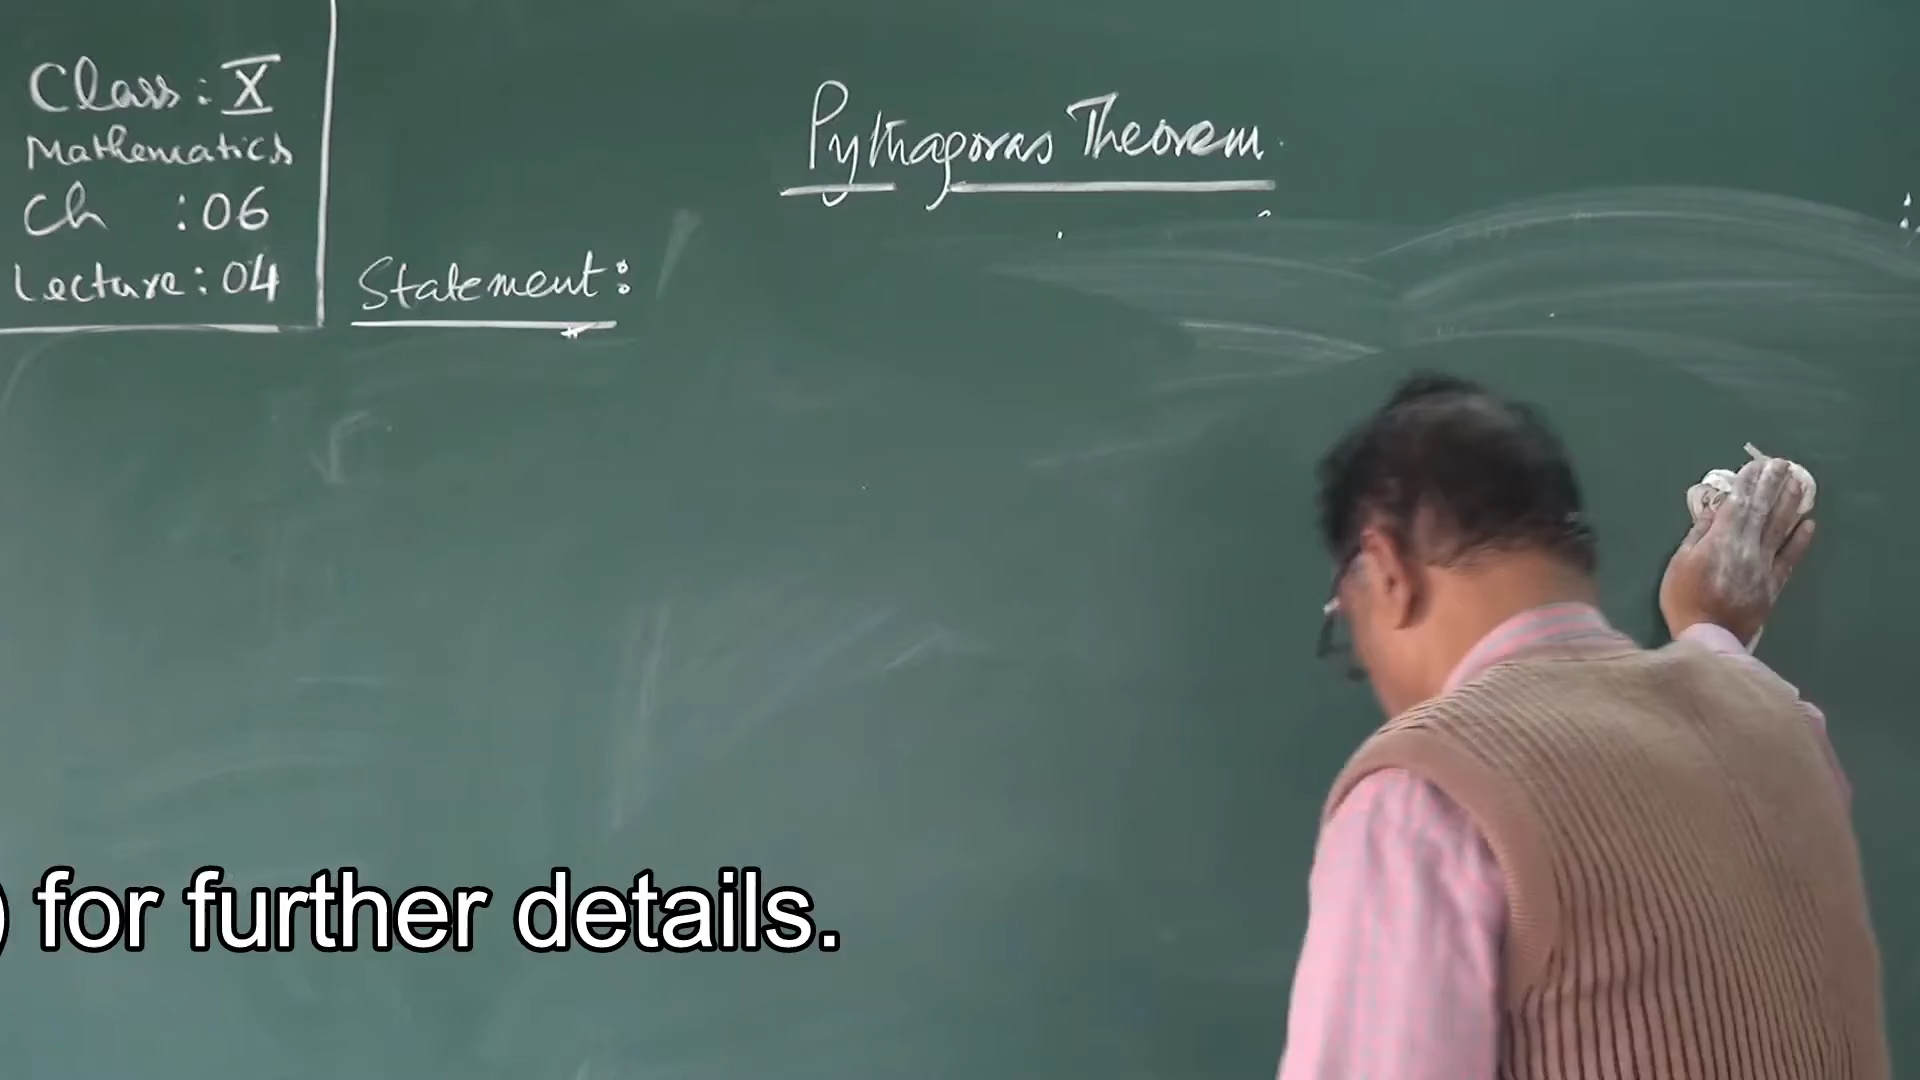 Class: X
Mathematics
Ch : 06
Lecture: 04
Pythagoras Theorem.
Statement:
) for further details.